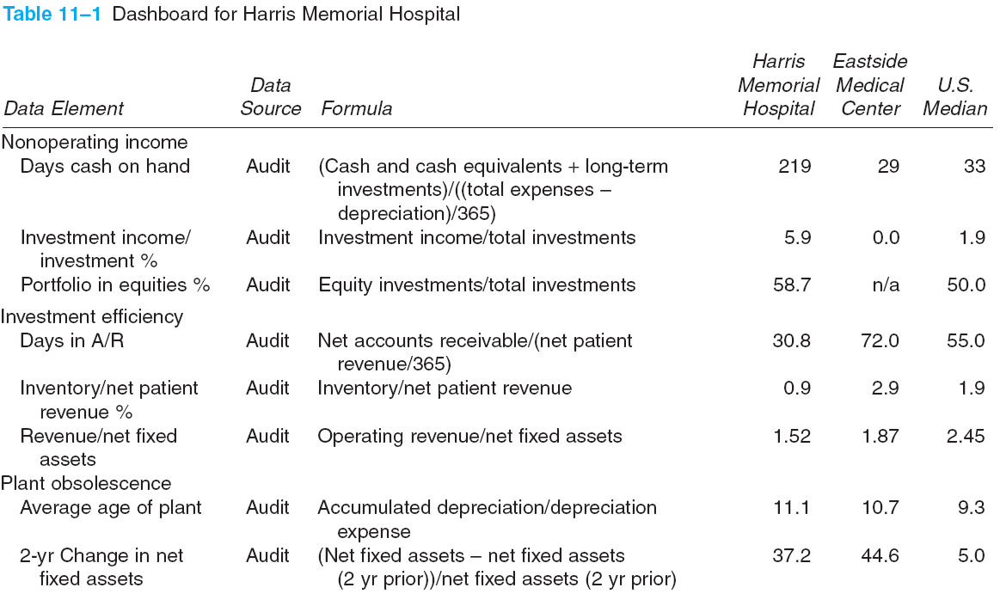 Table 11–1 Dashboard for Harris Memorial Hospital
Harris Eastside
Data Memorial Medical U.S.
Data Element Source Formula Hospital Center Median
Nonoperating income
Days cash on hand Audit (Cash and cash equivalents + long-term 219 29 33
investments)/((total expenses –
depreciation)/365)
Investment income/ Audit Investment income/total investments 5.9 0.0 1.9
investment %
Portfolio in equities % Audit Equity investments/total investments 58.7 n/a 50.0
Investment efficiency
Days in A/R Audit Net accounts receivable/(net patient 30.8 72.0 55.0
revenue/365)
Inventory/net patient Audit Inventory/net patient revenue 0.9 2.9 1.9
revenue %
Revenue/net fixed Audit Operating revenue/net fixed assets 1.52 1.87 2.45
assets
Plant obsolescence
Average age of plant Audit Accumulated depreciation/depreciation 11.1 10.7 9.3
expense
2-yr Change in net Audit (Net fixed assets – net fixed assets 37.2 44.6 5.0
fixed assets (2 yr prior))/net fixed assets (2 yr prior)